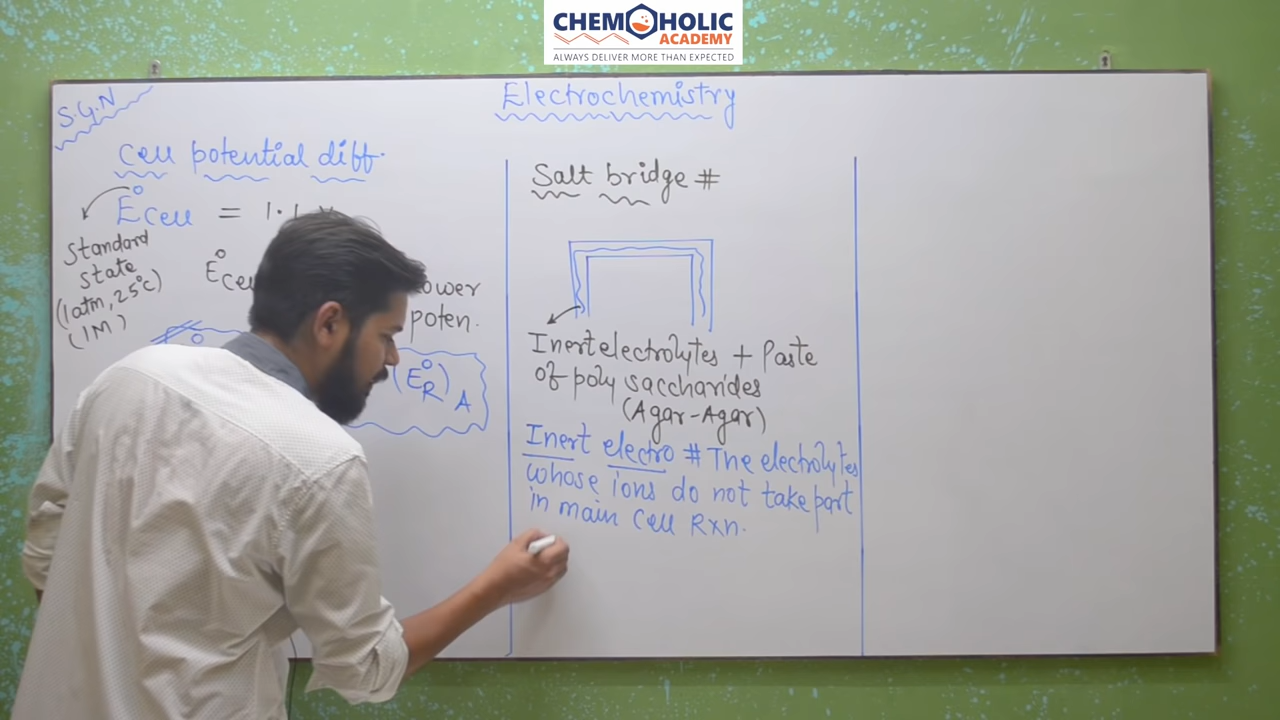 CHEMOHOLIC
ACADEMY
ALWAYS DELIVER MORE THAN EXPECTED
S.G.N
Electrochemistry
Cell potential diff.
E°cell = 1.1
Standard
State
(1atm, 25°c)
(1M)
E°ce
poten.
(E°R)A
Salt bridge #
Inert electrolytes + Paste
of poly saccharides
(Agar-Agar)
Inert electro # The electrolytes
whose ions do not take part
in main Cell Rxn.